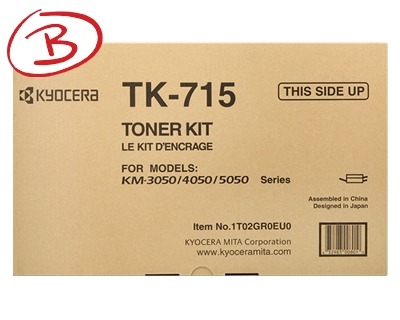 B
KYOCERA
TK-715
THIS SIDE UP
TONER KIT
LE KIT D'ENCRAGE
FOR MODELS:
KM-3050/4050/5050 Series
Assembled in China
Designed in Japan
Item No.1T02GR0EU0
KYOCERA MITA Corporation
www.kyoceramita.com